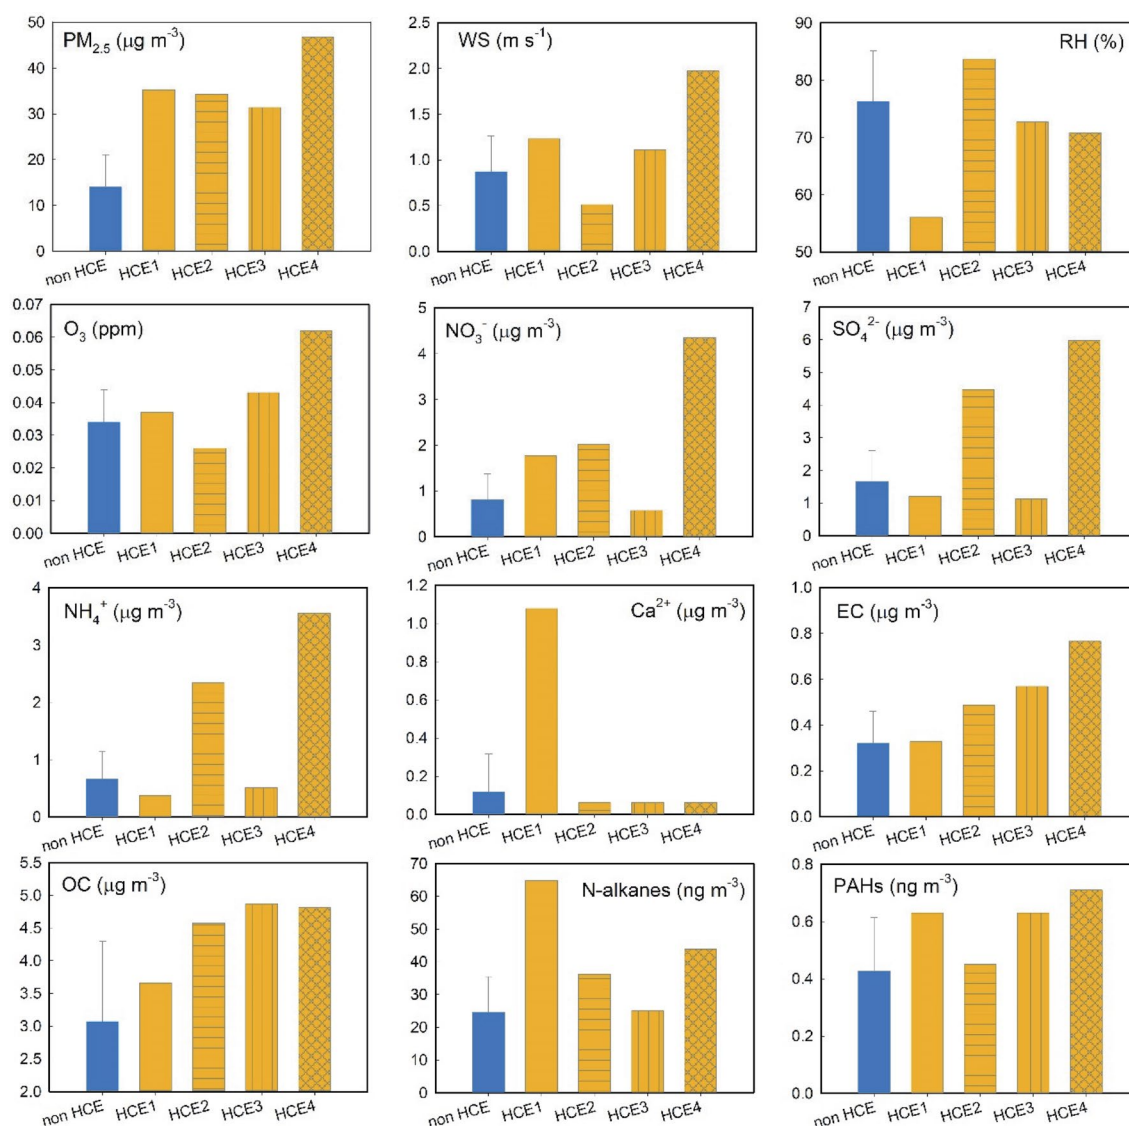 PM2.5 (μg m-3)
50
40
30
20
10
0
non HCE
HCE1
HCE2
HCE3
HCE4
WS (m s-1)
2.5
2.0
1.5
1.0
0.5
0.0
non HCE
HCE1
HCE2
HCE3
HCE4
RH (%)
90
80
70
60
50
non HCE
HCE1
HCE2
HCE3
HCE4
O3 (ppm)
0.07
0.06
0.05
0.04
0.03
0.02
0.01
0.00
non HCE
HCE1
HCE2
HCE3
HCE4
NO3- (μg m-3)
5
4
3
2
1
0
non HCE
HCE1
HCE2
HCE3
HCE4
SO42- (μg m-3)
7
6
5
4
3
2
1
0
non HCE
HCE1
HCE2
HCE3
HCE4
NH4+ (μg m-3)
4
3
2
1
0
non HCE
HCE1
HCE2
HCE3
HCE4
Ca2+ (μg m-3)
1.2
1.0
0.8
0.6
0.4
0.2
0.0
non HCE
HCE1
HCE2
HCE3
HCE4
EC (μg m-3)
1.0
0.8
0.6
0.4
0.2
0.0
non HCE
HCE1
HCE2
HCE3
HCE4
OC (μg m-3)
5.5
5.0
4.5
4.0
3.5
3.0
2.5
2.0
non HCE
HCE1
HCE2
HCE3
HCE4
N-alkanes (ng m-3)
70
60
50
40
30
20
10
0
non HCE
HCE1
HCE2
HCE3
HCE4
PAHs (ng m-3)
0.8
0.6
0.4
0.2
0.0
non HCE
HCE1
HCE2
HCE3
HCE4